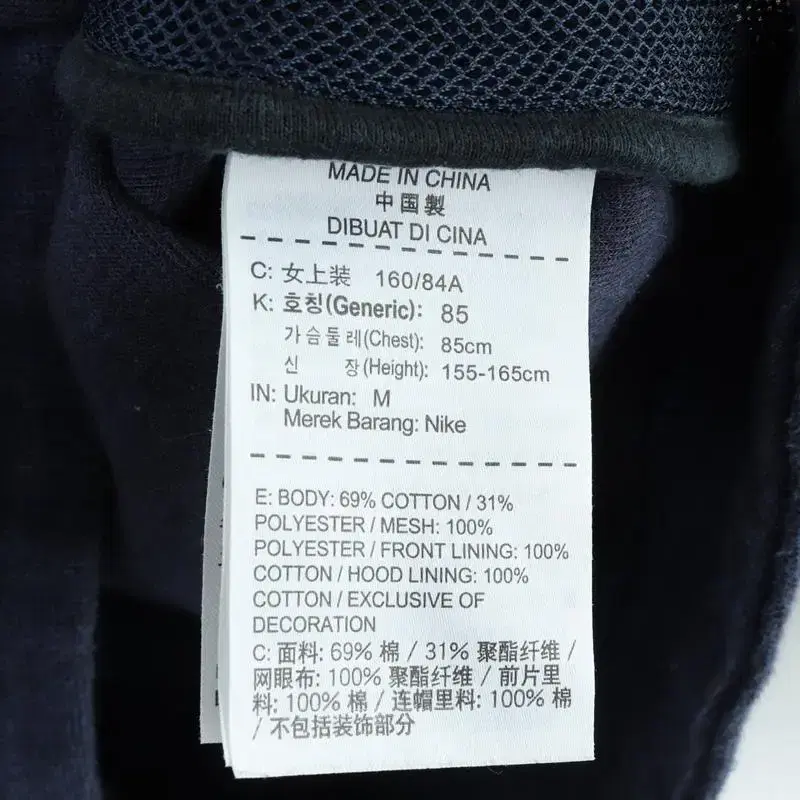 MADE IN CHINA
中国製
DIBUAT DI CINA
C: 女上装 160/84A
K: 호칭(Generic): 85
가슴둘레(Chest): 85cm
신 장(Height): 155-165cm
IN: Ukuran: M
Merek Barang: Nike
E: BODY: 69% COTTON / 31%
POLYESTER / MESH: 100%
POLYESTER / FRONT LINING: 100%
COTTON / HOOD LINING: 100%
COTTON / EXCLUSIVE OF
DECORATION
C: 面料: 69% 棉 / 31% 聚酯纤维 /
网眼布: 100% 聚酯纤维 / 前片里
料: 100% 棉 / 连帽里料: 100% 棉
/ 不包括装饰部分